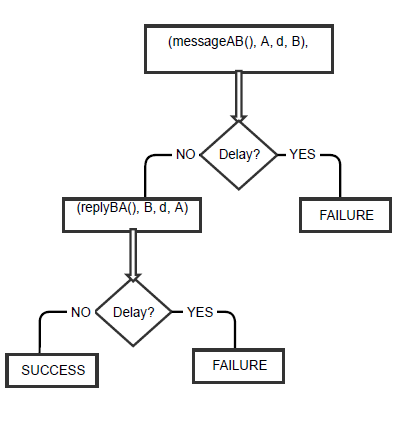 (messageAB(), A, d, B),
NO
Delay?
YES
(replyBA(), B, d, A)
FAILURE
NO
Delay?
YES
SUCCESS
FAILURE